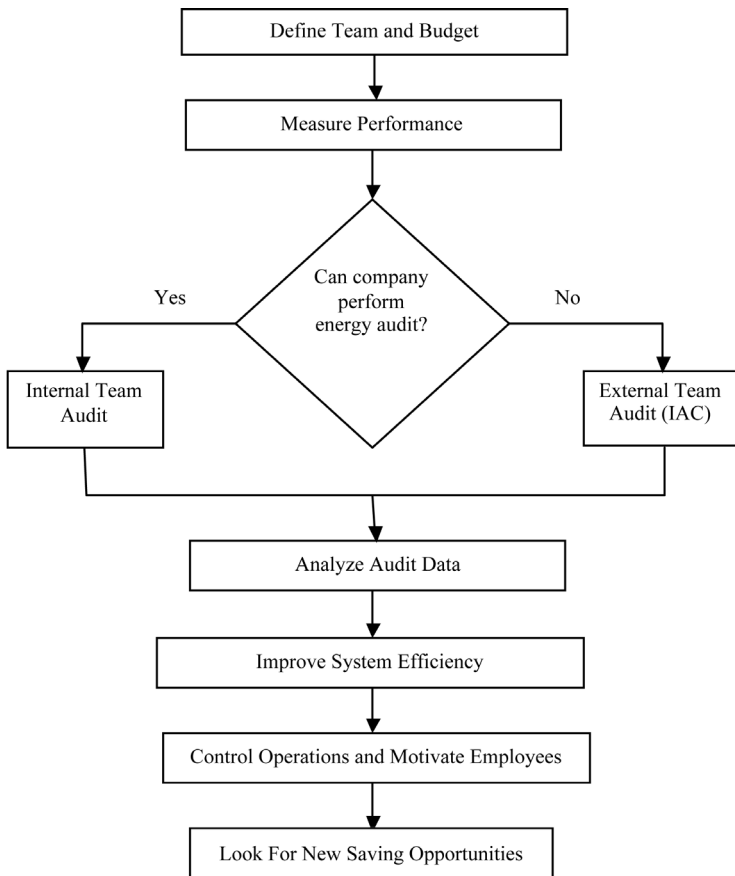 Define Team and Budget
Measure Performance
Can company
perform
energy audit?
Yes
No
Internal Team
Audit
External Team
Audit (IAC)
Analyze Audit Data
Improve System Efficiency
Control Operations and Motivate Employees
Look For New Saving Opportunities